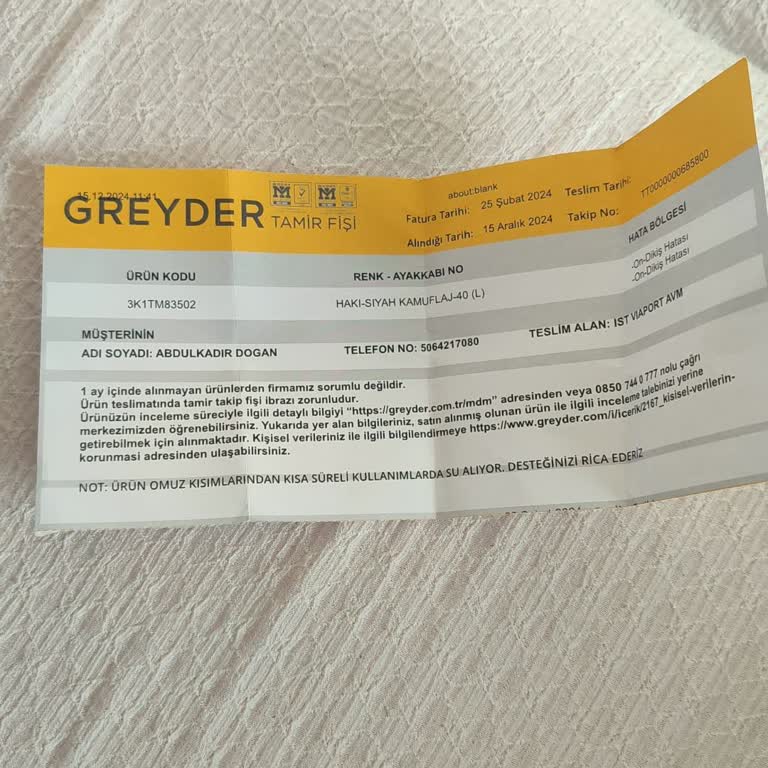 15.12.2024 11:41
about:blank
GREYDER TAMİR FİŞİ
Fatura Tarihi: 25 Şubat 2024 Teslim Tarihi:
Alındığı Tarih: 15 Aralık 2024 Takip No: TT0000000685800
ÜRÜN KODU RENK - AYAKKABI NO HATA BÖLGESİ
3K1TM83502 HAKI-SIYAH KAMUFLAJ-40 (L) -Ön-Dikiş Hatası
-Ön-Dikiş Hatası
MÜŞTERİNİN
ADI SOYADI: ABDULKADIR DOGAN TELEFON NO: 5064217080 TESLİM ALAN: IST VIAPORT AVM
1 ay içinde alınmayan ürünlerden firmamız sorumlu değildir.
Ürün teslimatında tamir takip fişi ibrazı zorunludur.
Ürününüzün inceleme süreciyle ilgili detaylı bilgiyi "https://greyder.com.tr/mdm" adresinden veya 0850 744 0 777 nolu çağrı
merkezimizden öğrenebilirsiniz. Yukarıda yer alan bilgileriniz, satın alınmış olunan ürün ile ilgili inceleme talebinizi yerine
getirebilmek için alınmaktadır. Kişisel verileriniz ile ilgili bilgilendirmeye https://www.greyder.com/i/icerik/2167_kisisel-verilerin-
korunması adresinden ulaşabilirsiniz.
NOT: ÜRÜN OMUZ KISIMLARINDAN KISA SÜRELİ KULLANIMLARDA SU ALIYOR. DESTEĞİNİZİ RİCA EDERİZ